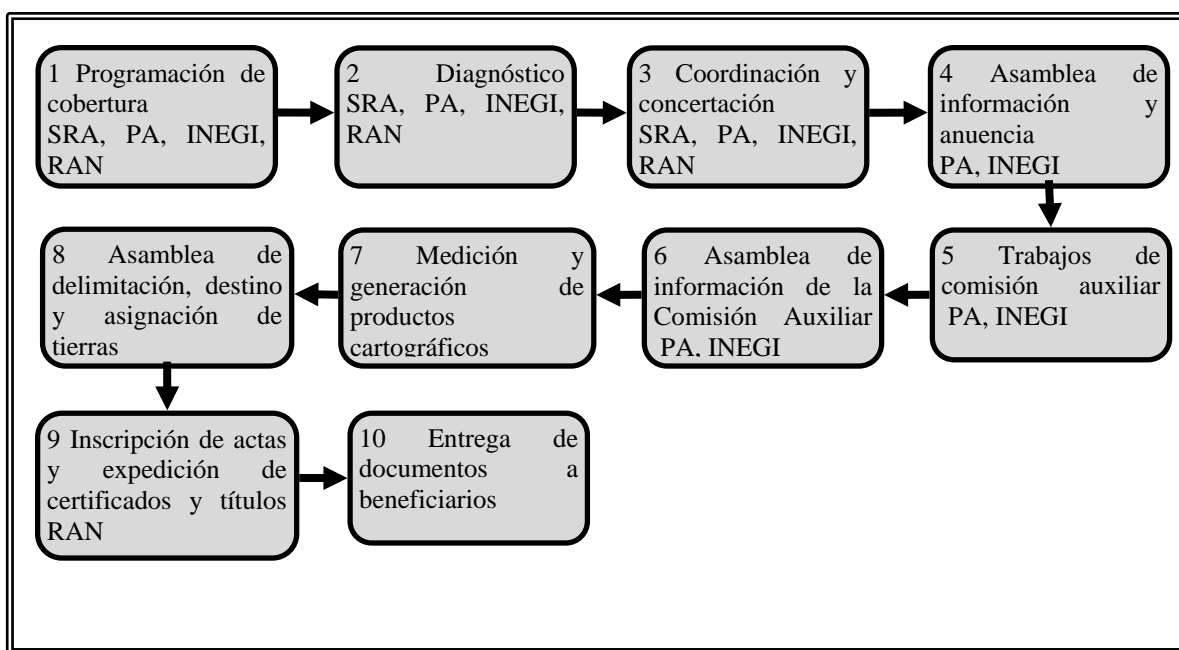 1 Programación de
cobertura
SRA, PA, INEGI,
RAN
2 Diagnóstico
SRA, PA, INEGI,
RAN
3 Coordinación y
concertación
SRA, PA, INEGI,
RAN
4 Asamblea de
información y
anuencia
PA, INEGI
5 Trabajos de
comisión auxiliar
PA, INEGI
6 Asamblea de
información de la
Comisión Auxiliar
PA, INEGI
7 Medición y
generación de
productos
cartográficos
8 Asamblea de
delimitación, destino
y asignación de
tierras
9 Inscripción de actas
y expedición de
certificados y títulos
RAN
10 Entrega de
documentos a
beneficiarios